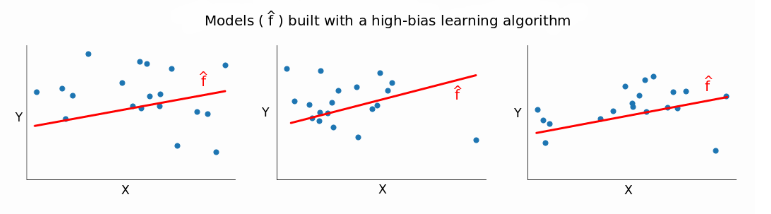 Models ( f̂ ) built with a high-bias learning algorithm
f̂
Y
X
f̂
Y
X
f̂
Y
X